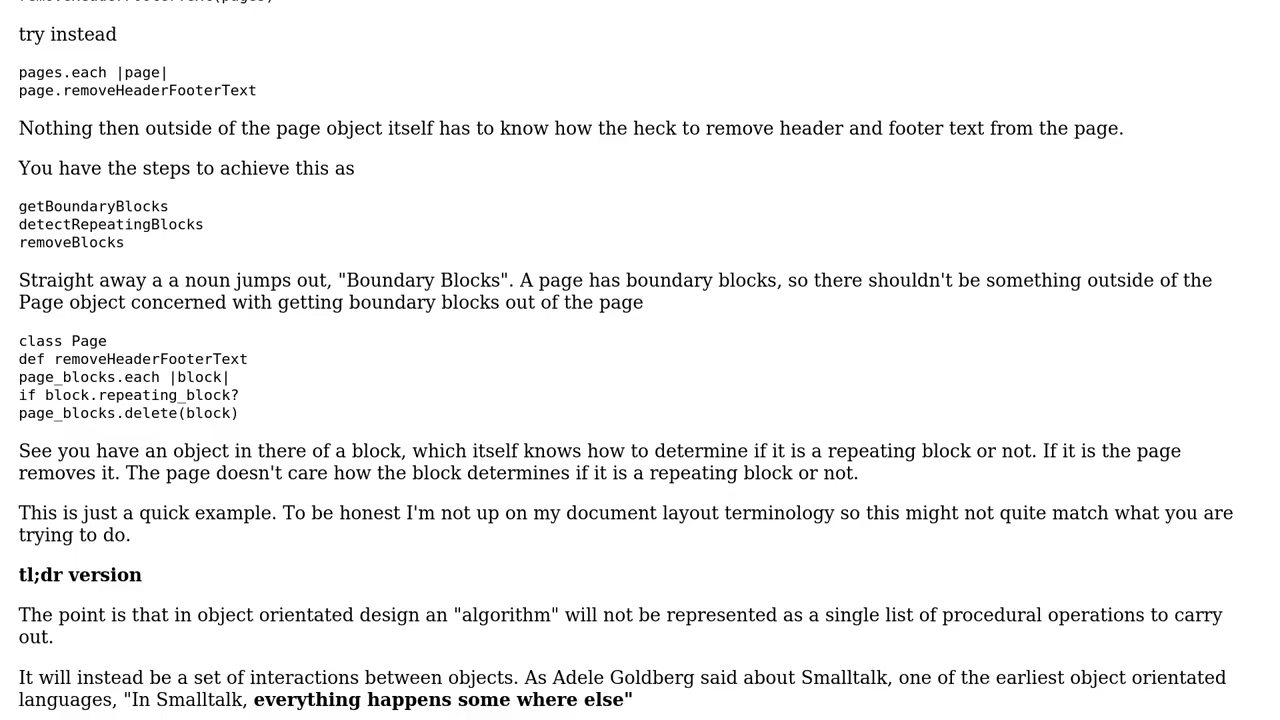 try instead
pages.each |page|
page.removeHeaderFooterText
Nothing then outside of the page object itself has to know how the heck to remove header and footer text from the page.
You have the steps to achieve this as
getBoundaryBlocks
detectRepeatingBlocks
removeBlocks
Straight away a a noun jumps out, "Boundary Blocks". A page has boundary blocks, so there shouldn't be something outside of the
Page object concerned with getting boundary blocks out of the page
class Page
def removeHeaderFooterText
page_blocks.each |block|
if block.repeating_block?
page_blocks.delete(block)
See you have an object in there of a block, which itself knows how to determine if it is a repeating block or not. If it is the page
removes it. The page doesn't care how the block determines if it is a repeating block or not.
This is just a quick example. To be honest I'm not up on my document layout terminology so this might not quite match what you are
trying to do.
tl;dr version
The point is that in object orientated design an "algorithm" will not be represented as a single list of procedural operations to carry
out.
It will instead be a set of interactions between objects. As Adele Goldberg said about Smalltalk, one of the earliest object orientated
languages, "In Smalltalk, everything happens some where else"